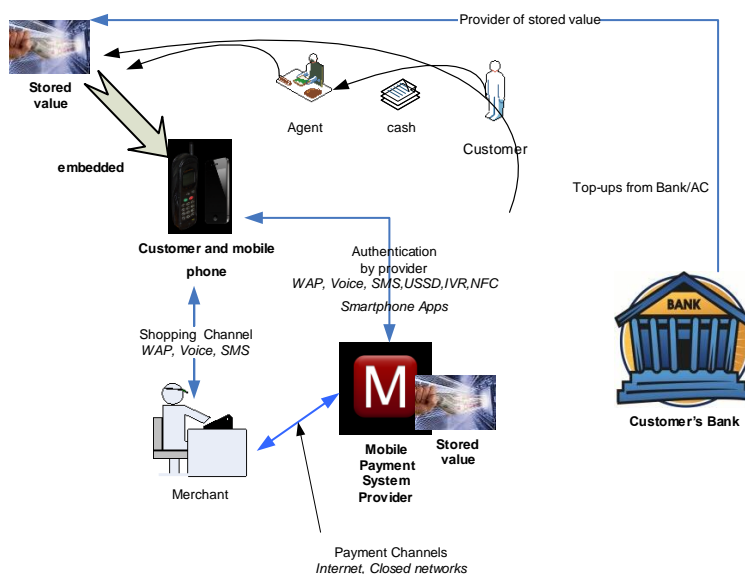 Provider of stored value
Stored
value
Agent
cash
Customer
embedded
Top-ups from Bank/AC
Customer and mobile
phone
Authentication
by provider
WAP, Voice, SMS,USSD,IVR,NFC
Smartphone Apps
BANK
Shopping Channel
WAP, Voice, SMS
M
Customer's Bank
Mobile
Payment
System
Provider
Stored
value
Merchant
Payment Channels
Internet, Closed networks